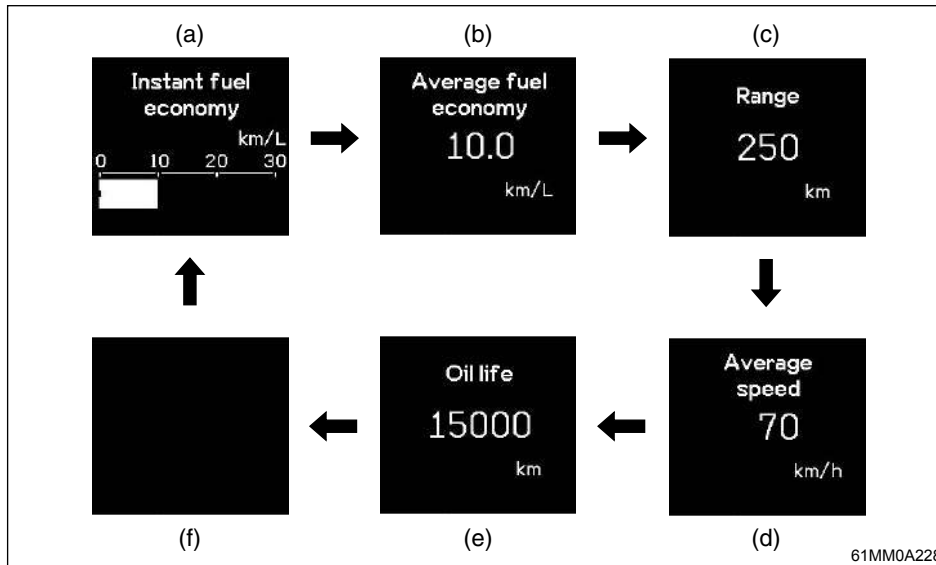 (a)
Instant fuel
economy
km/L
0 10 20 30
(b)
Average fuel
economy
10.0
km/L
(c)
Range
250
km
Average
speed
70
km/h
(d)
Oil life
15000
km
(e)
(f)
61MM0A228